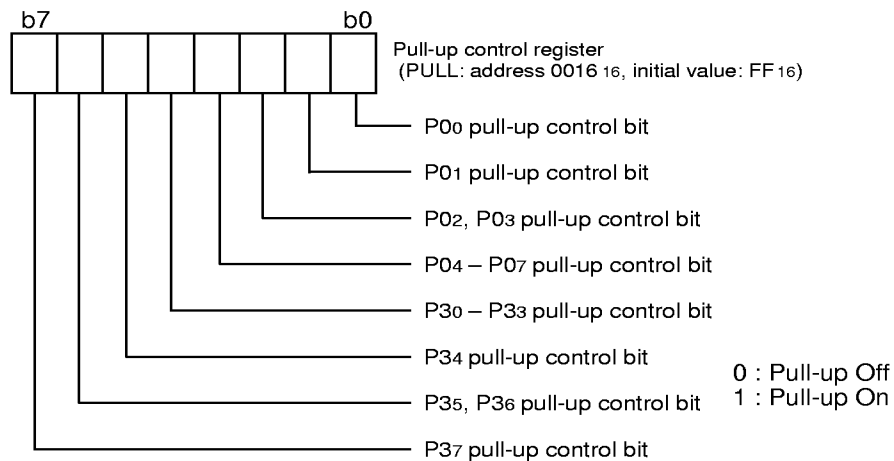 b7 b0
Pull-up control register
(PULL: address 0016 16, initial value: FF 16)
P00 pull-up control bit
P01 pull-up control bit
P02, P03 pull-up control bit
P04 – P07 pull-up control bit
P30 – P33 pull-up control bit
P34 pull-up control bit
P35, P36 pull-up control bit
P37 pull-up control bit
0 : Pull-up Off
1 : Pull-up On